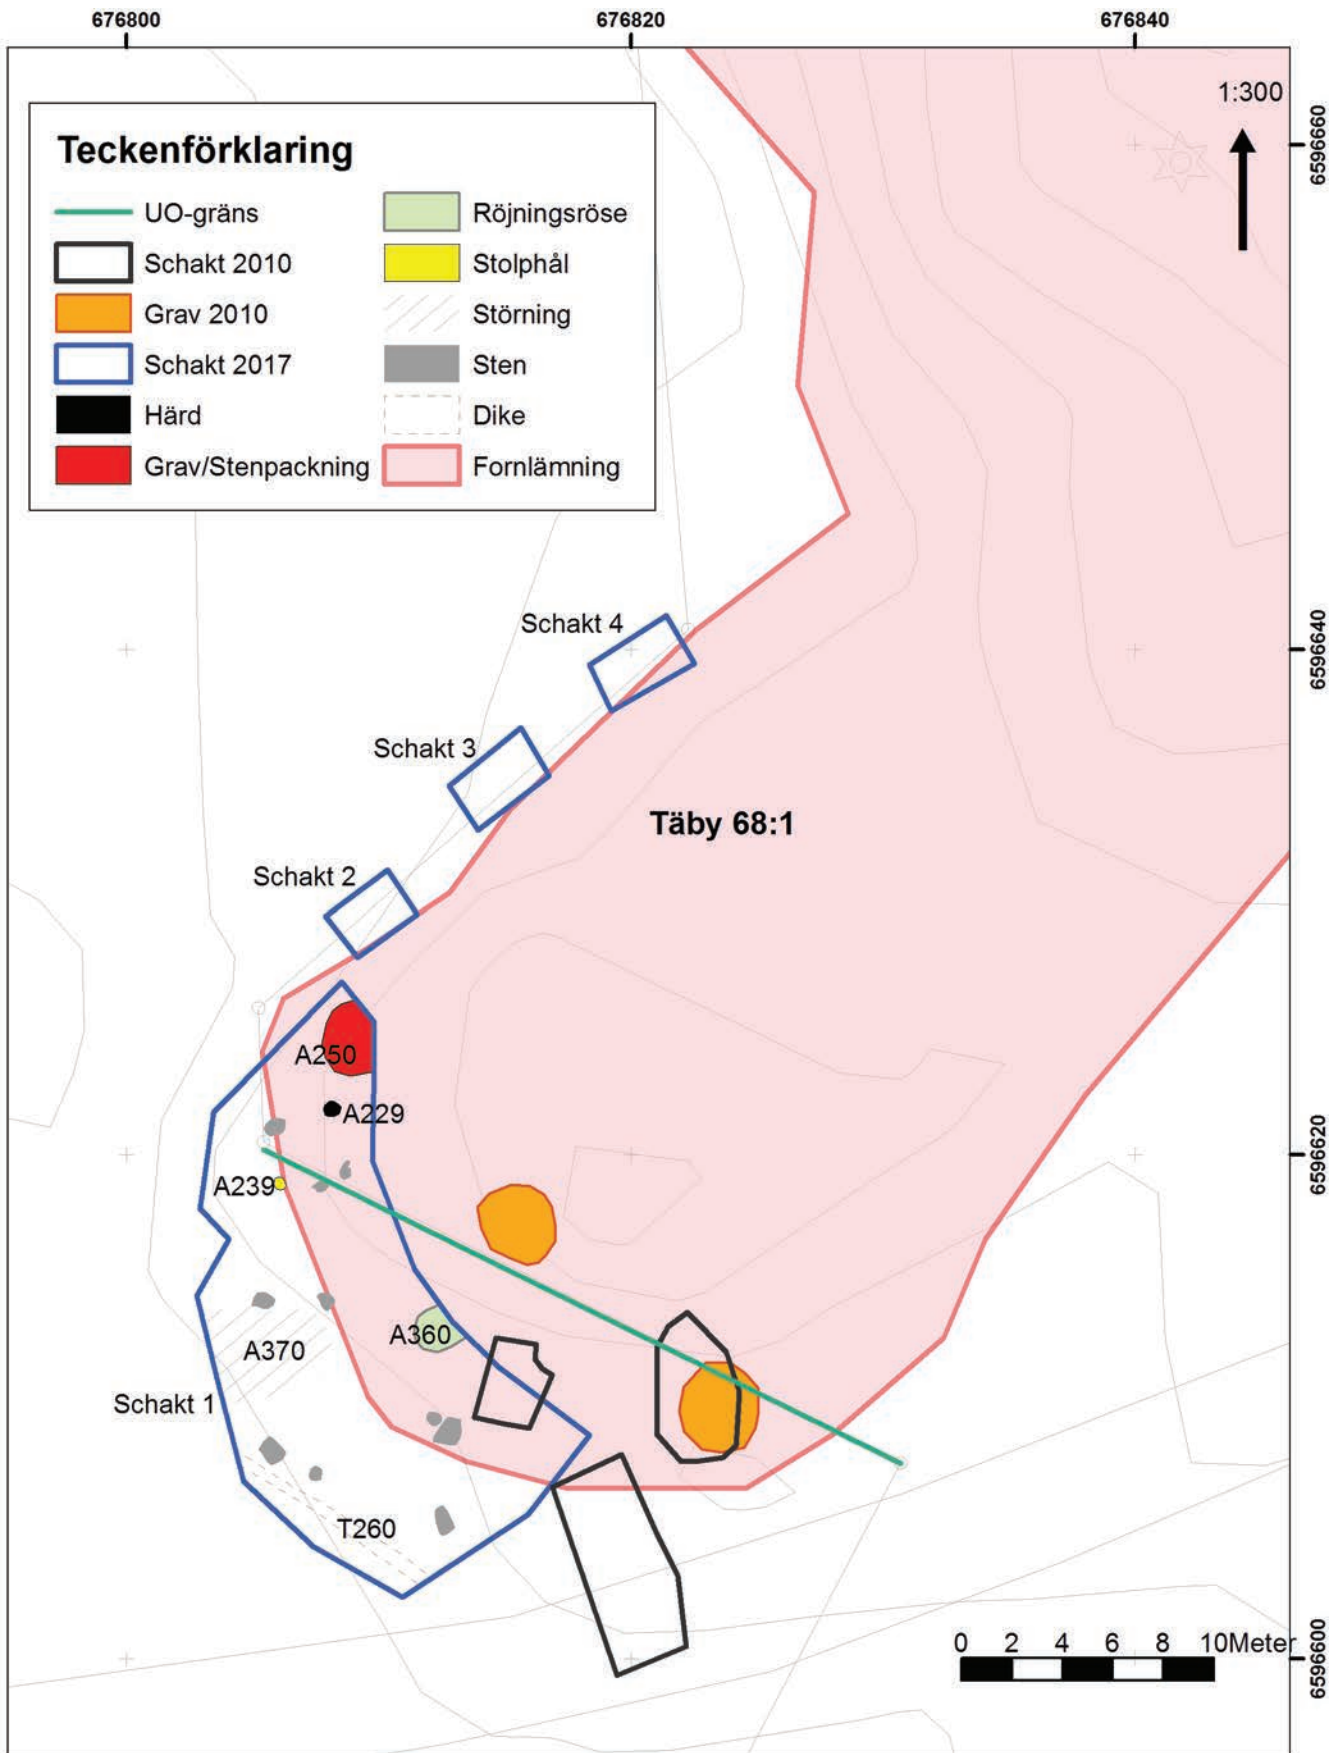 676800
676820
676840
1:300
6596660
Teckenförklaring
UO-gräns
Schakt 2010
Grav 2010
Schakt 2017
Härd
Grav/Stenpackning
Röjningsröse
Stolphål
Störning
Sten
Dike
Fornlämning
Schakt 4
6596640
Schakt 3
Täby 68:1
Schakt 2
A250
A229
6596620
A239
A360
A370
Schakt 1
T260
0 2 4 6 8 10Meter
6596600